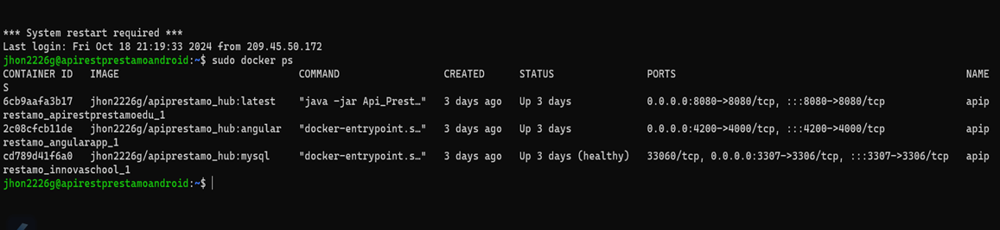 *** System restart required ***
Last login: Fri Oct 18 21:19:33 2024 from 209.45.50.172
jhon2226g@apirestprestamoandroid:~$ sudo docker ps
CONTAINER ID   IMAGE                               COMMAND                  CREATED      STATUS                PORTS                                                  NAME
S
6cb9aafa3b17   jhon2226g/apiprestamo_hub:latest    "java -jar Api_Prest…"   3 days ago   Up 3 days             0.0.0.0:8080->8080/tcp, :::8080->8080/tcp              apip
restamo_apirestprestamoedu_1
2c08cfcb11de   jhon2226g/apiprestamo_hub:angular   "docker-entrypoint.s…"   3 days ago   Up 3 days             0.0.0.0:4200->4000/tcp, :::4200->4000/tcp              apip
restamo_angularapp_1
cd789d41f6a0   jhon2226g/apiprestamo_hub:mysql     "docker-entrypoint.s…"   3 days ago   Up 3 days (healthy)   33060/tcp, 0.0.0.0:3307->3306/tcp, :::3307->3306/tcp   apip
restamo_innovaschool_1
jhon2226g@apirestprestamoandroid:~$